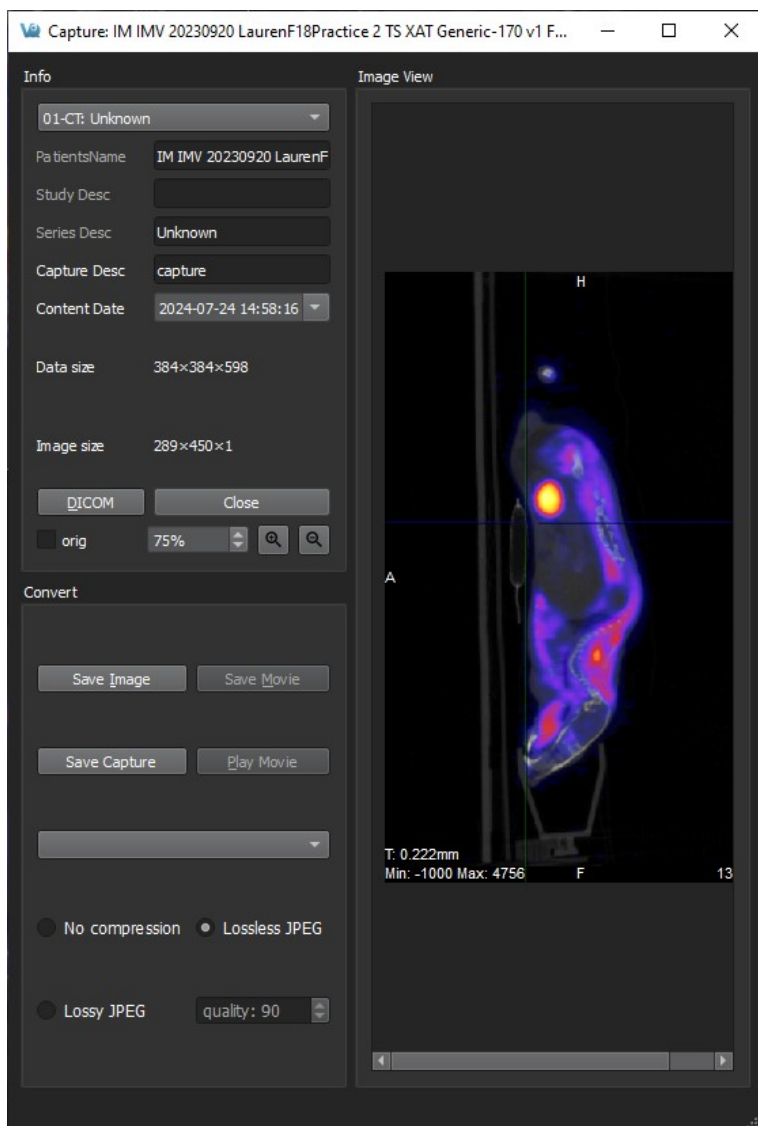 Capture: IM IMV 20230920 LaurenF18Practice 2 TS XAT Generic-170 v1 F...
Info
01-CT: Unknown
PatientsName IM IMV 20230920 LaurenF
Study Desc
Series Desc Unknown
Capture Desc capture
Content Date 2024-07-24 14:58:16
Data size 384×384×598
Image size 289×450×1
DICOM Close
orig 75%
Convert
Save Image Save Movie
Save Capture Play Movie
No compression Lossless JPEG
Lossy JPEG quality: 90
Image View
H
A
T: 0.222mm
Min: -1000 Max: 4756 F 13